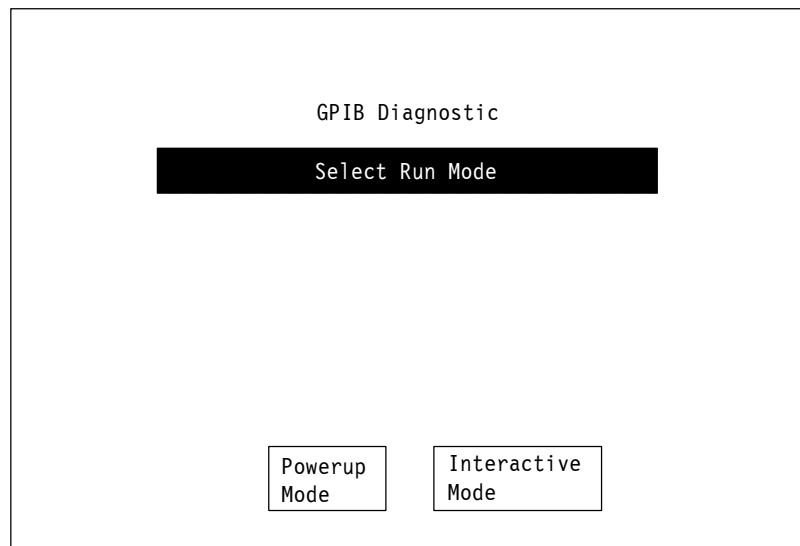 GPIB Diagnostic
Select Run Mode
Powerup
Mode
Interactive
Mode